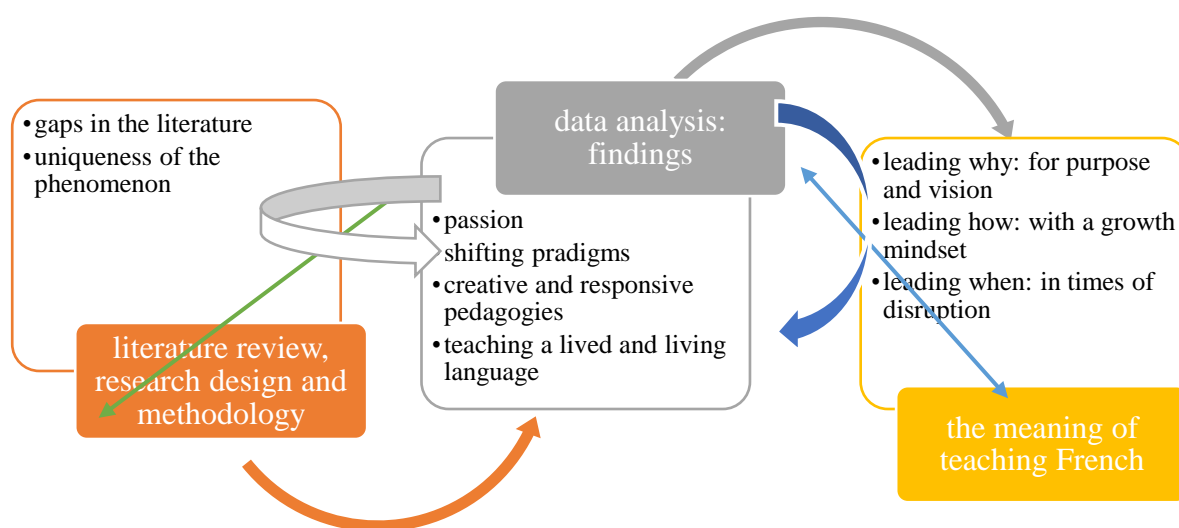 •gaps in the literature
•uniqueness of the
phenomenon
literature review,
research design and
methodology
data analysis:
findings
•passion
•shifting pradigms
•creative and responsive
pedagogies
•teaching a lived and living
language
•leading why: for purpose
and vision
•leading how: with a growth
mindset
•leading when: in times of
disruption
the meaning of
teaching French